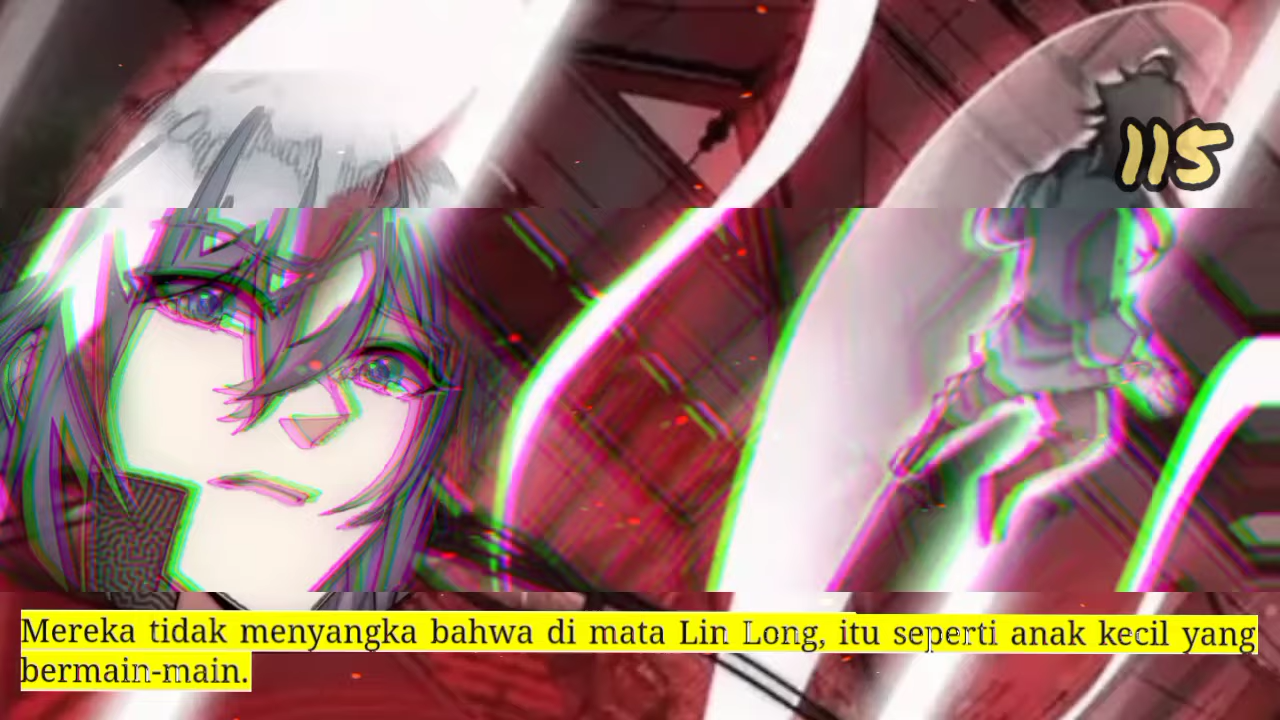 115
Mereka tidak menyangka bahwa di mata Lin Long, itu seperti anak kecil yang
bermain-main.